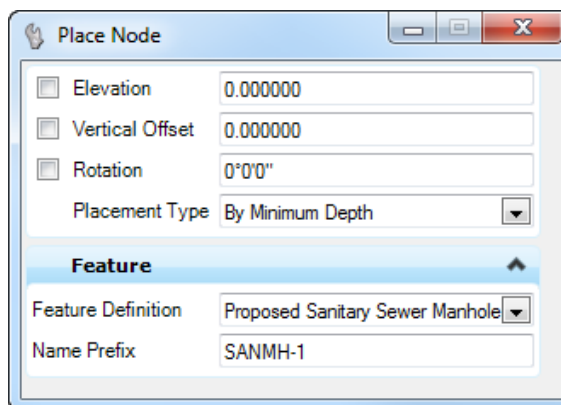 Place Node
Elevation 0.000000
Vertical Offset 0.000000
Rotation 0°0'0"
Placement Type By Minimum Depth
Feature
Feature Definition Proposed Sanitary Sewer Manhole
Name Prefix SANMH-1